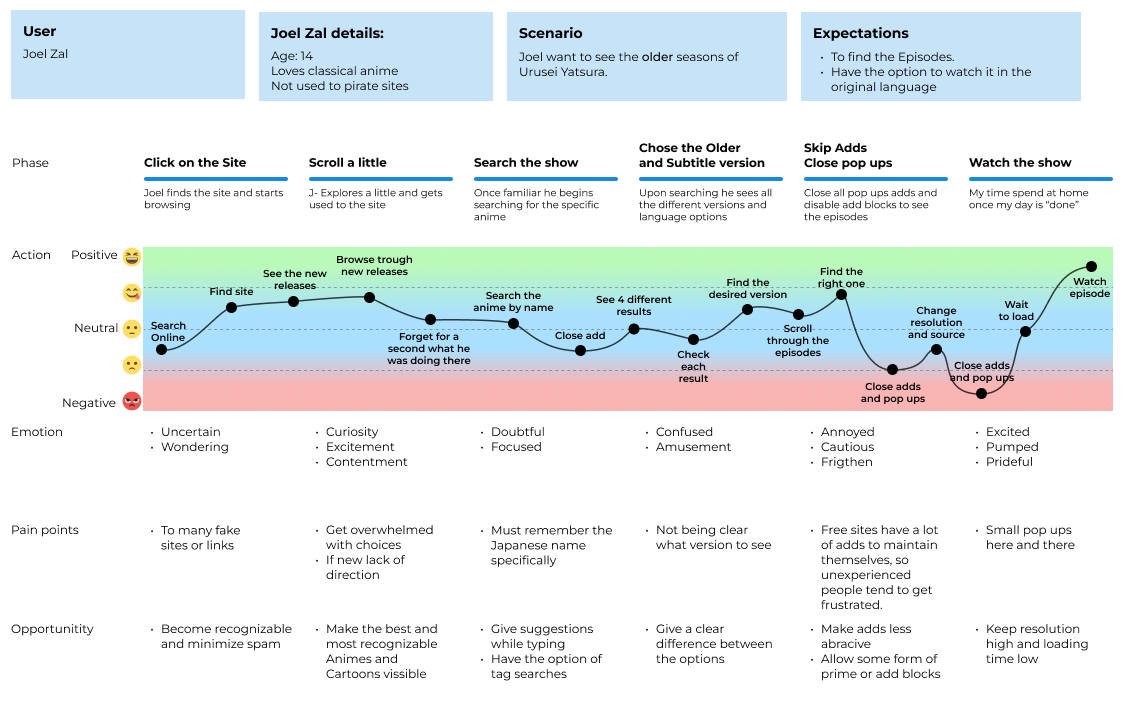 User
Joel Zal
Joel Zal details:
Age: 14
Loves classical anime
Not used to pirate sites
Scenario
Joel want to see the older seasons of
Urusei Yatsura.
Expectations
• To find the Episodes.
• Have the option to watch it in the
original language
Phase
Click on the Site
Joel finds the site and starts
browsing
Scroll a little
J- Explores a little and gets
used to the site
Search the show
Once familiar he begins
searching for the specific
anime
Chose the Older
and Subtitle version
Upon searching he sees all
the different versions and
language options
Skip Adds
Close pop ups
Close all pop ups adds and
disable add blocks to see
the episodes
Watch the show
My time spend at home
once my day is “done”
Action
Positive
Neutral
Negative
Search
Online
Find site
See the new
releases
Browse trough
new releases
Forget for a
second what he
was doing there
Search the
anime by name
Close add
See 4 different
results
Check
each
result
Find the
desired version
Scroll
through the
episodes
Find the
right one
Close adds
and pop ups
Change
resolution
and source
Close adds
and pop ups
Wait
to load
Watch
episode
Emotion
• Uncertain
• Wondering
• Curiosity
• Excitement
• Contentment
• Doubtful
• Focused
• Confused
• Amusement
• Annoyed
• Cautious
• Frigthen
• Excited
• Pumped
• Prideful
Pain points
• To many fake
sites or links
• Get overwhelmed
with choices
• If new lack of
direction
• Must remember the
Japanese name
specifically
• Not being clear
what version to see
• Free sites have a lot
of adds to maintain
themselves, so
unexperienced
people tend to get
frustrated.
• Small pop ups
here and there
Opportunitity
• Become recognizable
and minimize spam
• Make the best and
most recognizable
Animes and
Cartoons vissible
• Give suggestions
while typing
• Have the option of
tag searches
• Give a clear
difference between
the options
• Make adds less
abracive
• Allow some form of
prime or add blocks
• Keep resolution
high and loading
time low